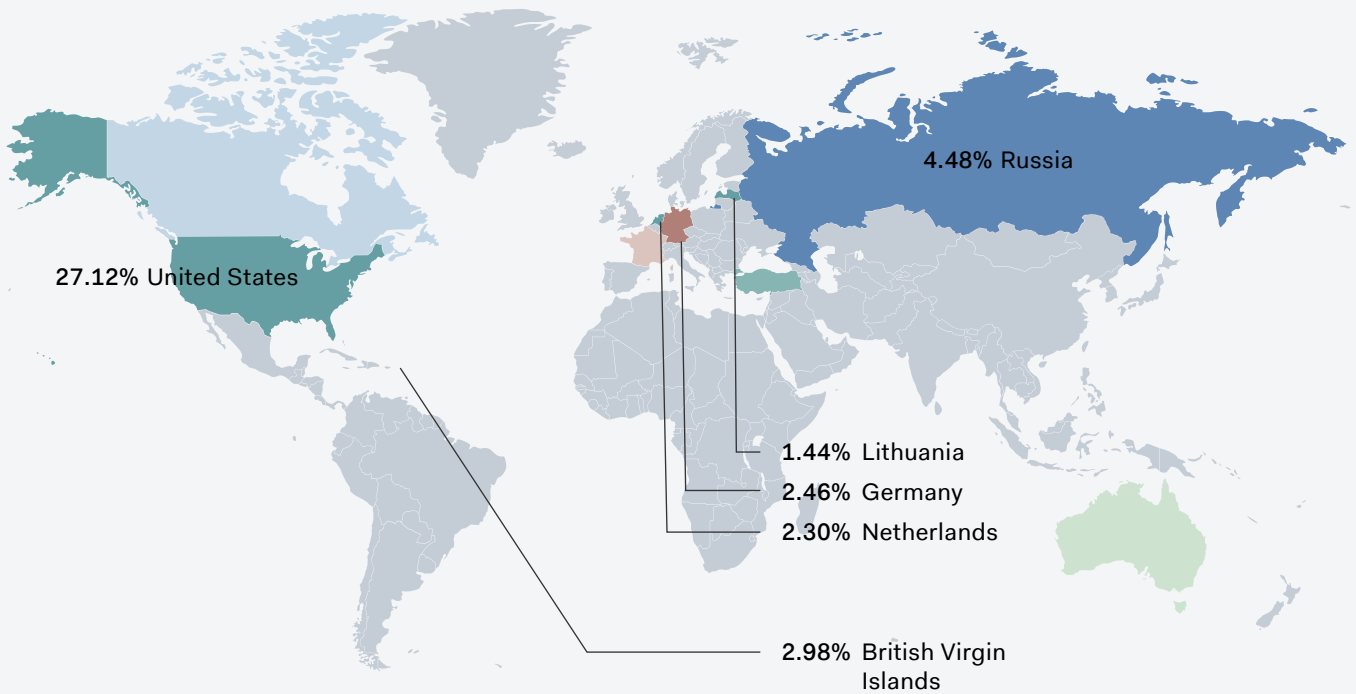 4.48% Russia
27.12% United States
1.44% Lithuania
2.46% Germany
2.30% Netherlands
2.98% British Virgin
Islands